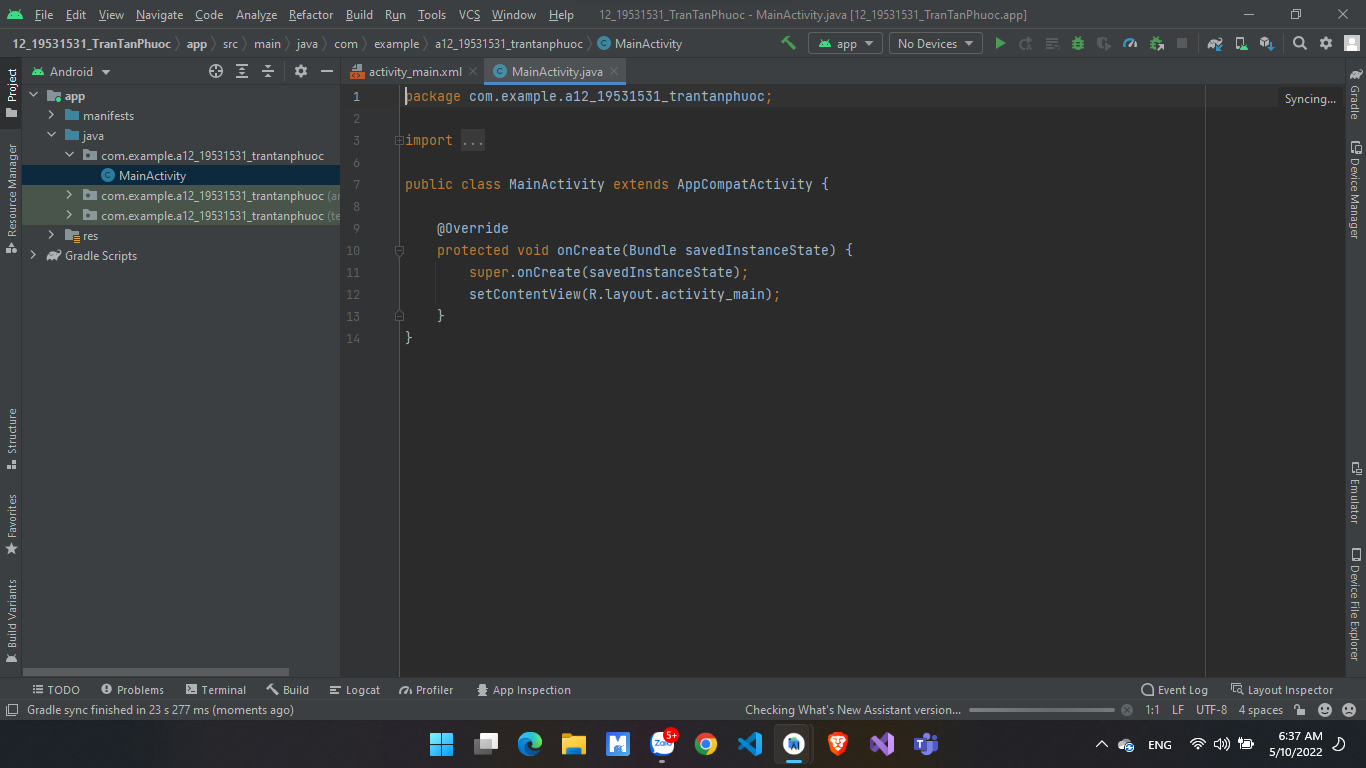 File Edit View Navigate Code Analyze Refactor Build Run Tools VCS Window Help 12_19531531_TranTanPhuoc - MainActivity.java [12_19531531_TranTanPhuoc.app]
12_19531531_TranTanPhuoc app src main java com example a12_19531531_trantanphuoc MainActivity app No Devices
Android activity_main.xml MainActivity.java
Project
Resource Manager
Structure
Favorites
Build Variants
app
manifests
java
com.example.a12_19531531_trantanphuoc
MainActivity
com.example.a12_19531531_trantanphuoc (an
com.example.a12_19531531_trantanphuoc (te
res
Gradle Scripts
1 package com.example.a12_19531531_trantanphuoc;
2
3 import ...
6
7 public class MainActivity extends AppCompatActivity {
8
9 @Override
10 protected void onCreate(Bundle savedInstanceState) {
11 super.onCreate(savedInstanceState);
12 setContentView(R.layout.activity_main);
13 }
14 }
Syncing...
Gradle
Device Manager
Emulator
Device File Explorer
TODO Problems Terminal Build Logcat Profiler App Inspection Event Log Layout Inspector
Gradle sync finished in 23 s 277 ms (moments ago) Checking What's New Assistant version... 1:1 LF UTF-8 4 spaces
Zalo 5+
ENG
6:37 AM
5/10/2022